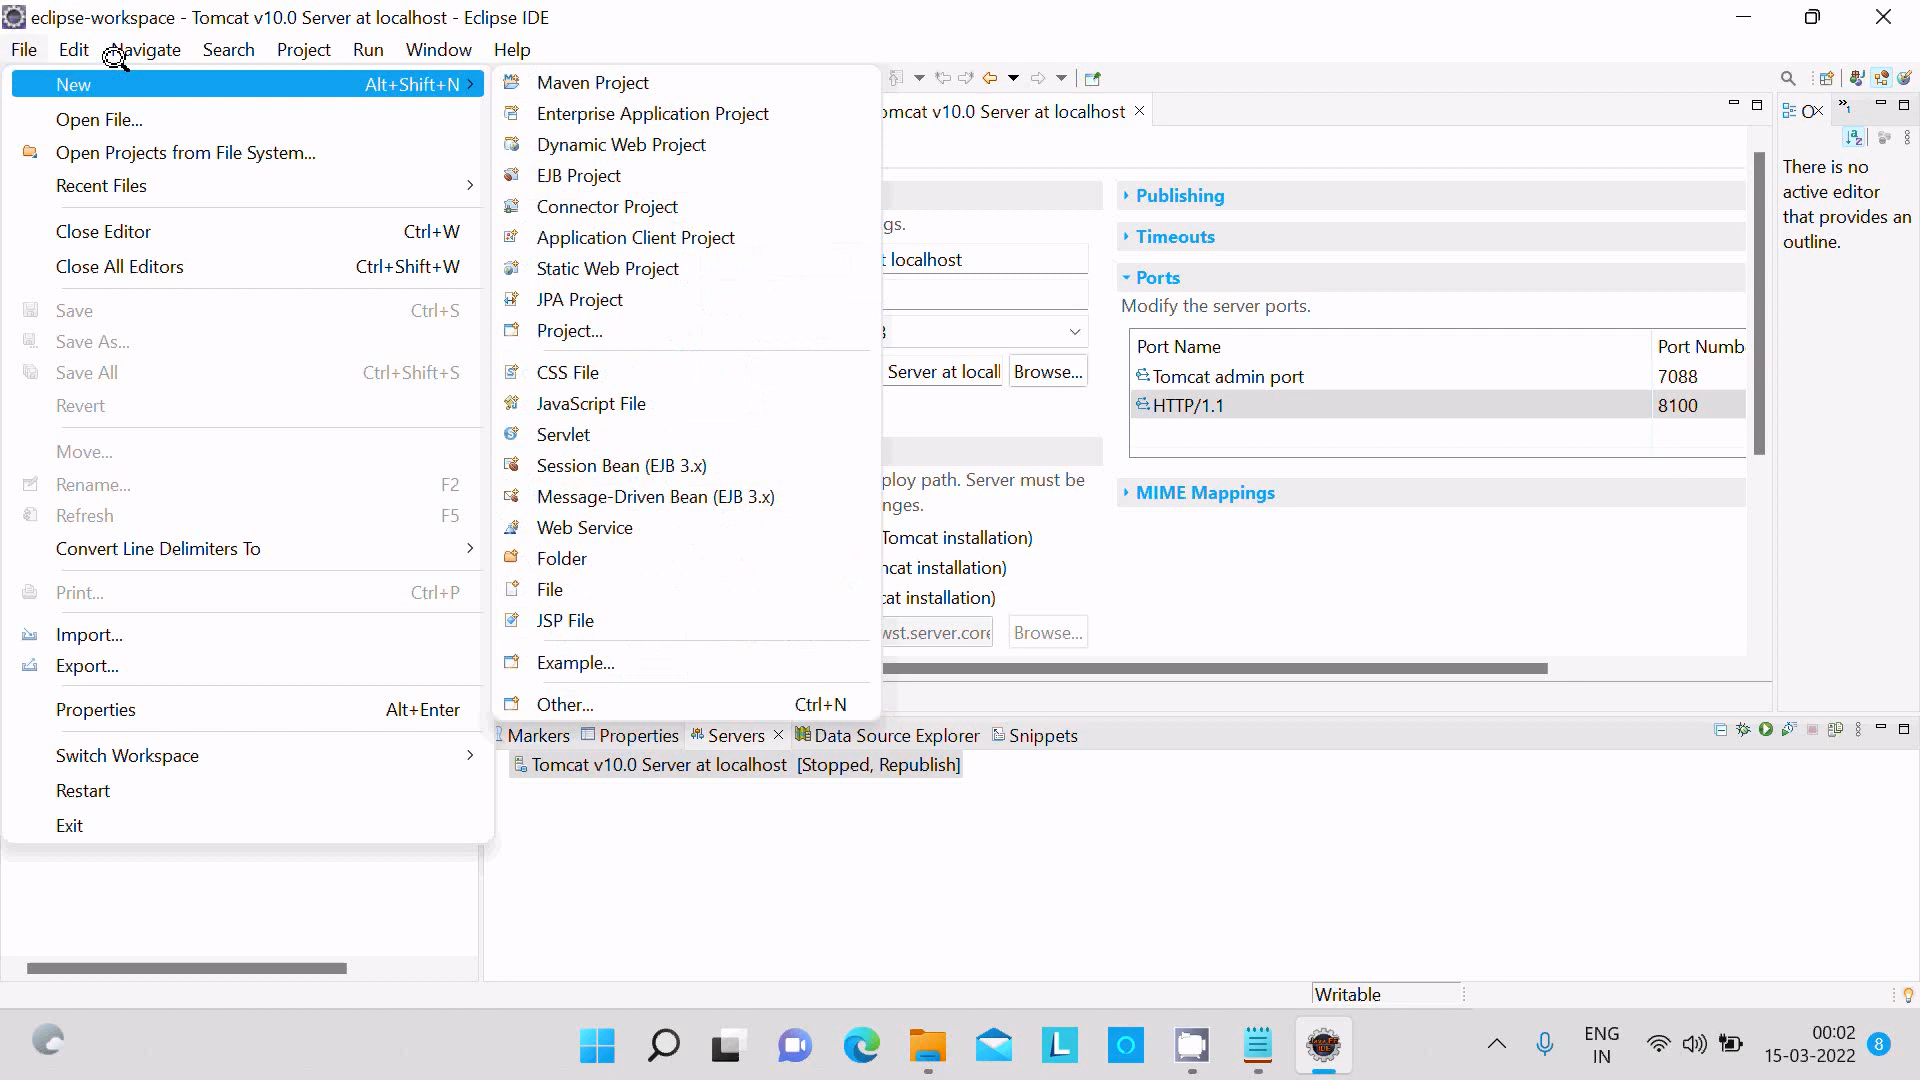 eclipse-workspace - Tomcat v10.0 Server at localhost - Eclipse IDE
File Edit Navigate Search Project Run Window Help
New Alt+Shift+N
Open File...
Open Projects from File System...
Recent Files
Close Editor Ctrl+W
Close All Editors Ctrl+Shift+W
Save Ctrl+S
Save As...
Save All Ctrl+Shift+S
Revert
Move...
Rename... F2
Refresh F5
Convert Line Delimiters To
Print... Ctrl+P
Import...
Export...
Properties Alt+Enter
Switch Workspace
Restart
Exit
Maven Project
Enterprise Application Project
Dynamic Web Project
EJB Project
Connector Project
Application Client Project
Static Web Project
JPA Project
Project...
CSS File
JavaScript File
Servlet
Session Bean (EJB 3.x)
Message-Driven Bean (EJB 3.x)
Web Service
Folder
File
JSP File
Example...
Other... Ctrl+N
omcat v10.0 Server at localhost
gs.
t localhost
Server at locall Browse...
ploy path. Server must be
nges.
Tomcat installation)
ncat installation)
cat installation)
wst.server.core Browse...
Publishing
Timeouts
Ports
Modify the server ports.
Port Name Port Numb
Tomcat admin port 7088
HTTP/1.1 8100
MIME Mappings
There is no
active editor
that provides an
outline.
Markers Properties Servers Data Source Explorer Snippets
Tomcat v10.0 Server at localhost [Stopped, Republish]
Writable
ENG
IN
00:02
15-03-2022
8